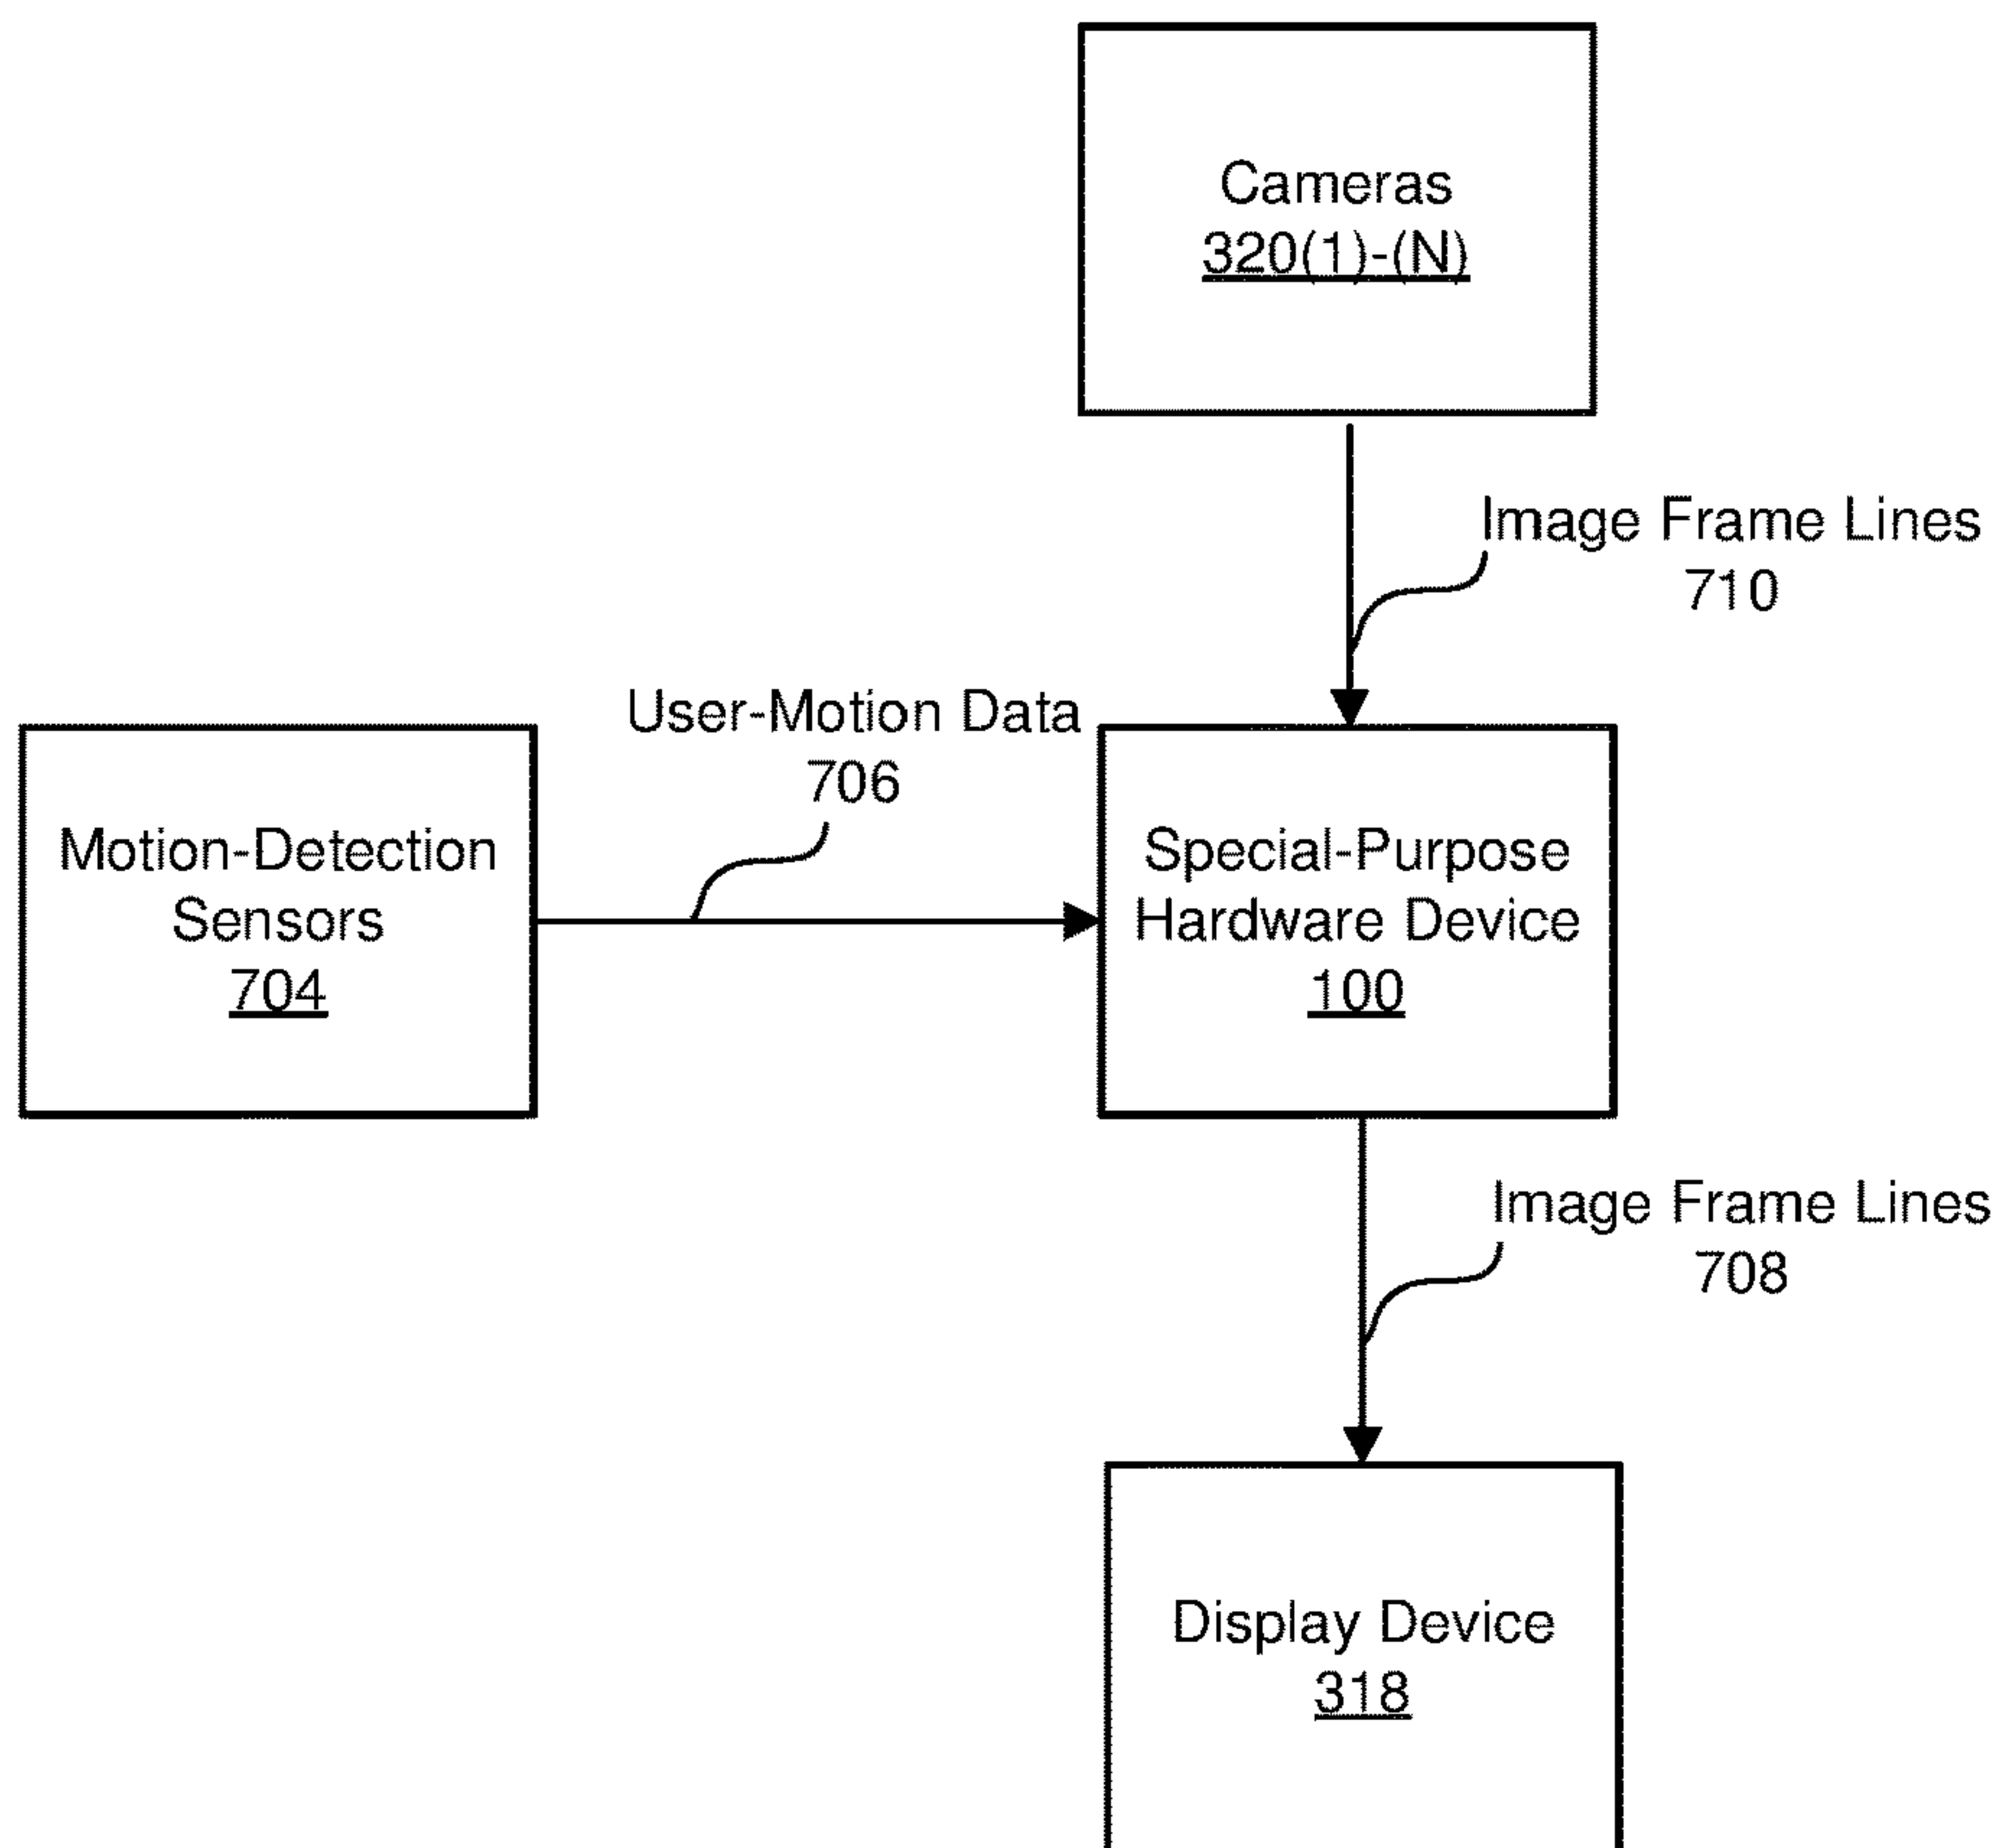 Cameras
320(1)-(N)
Image Frame Lines
710
User-Motion Data
706
Motion-Detection
Sensors
704
Special-Purpose
Hardware Device
100
Image Frame Lines
708
Display Device
318